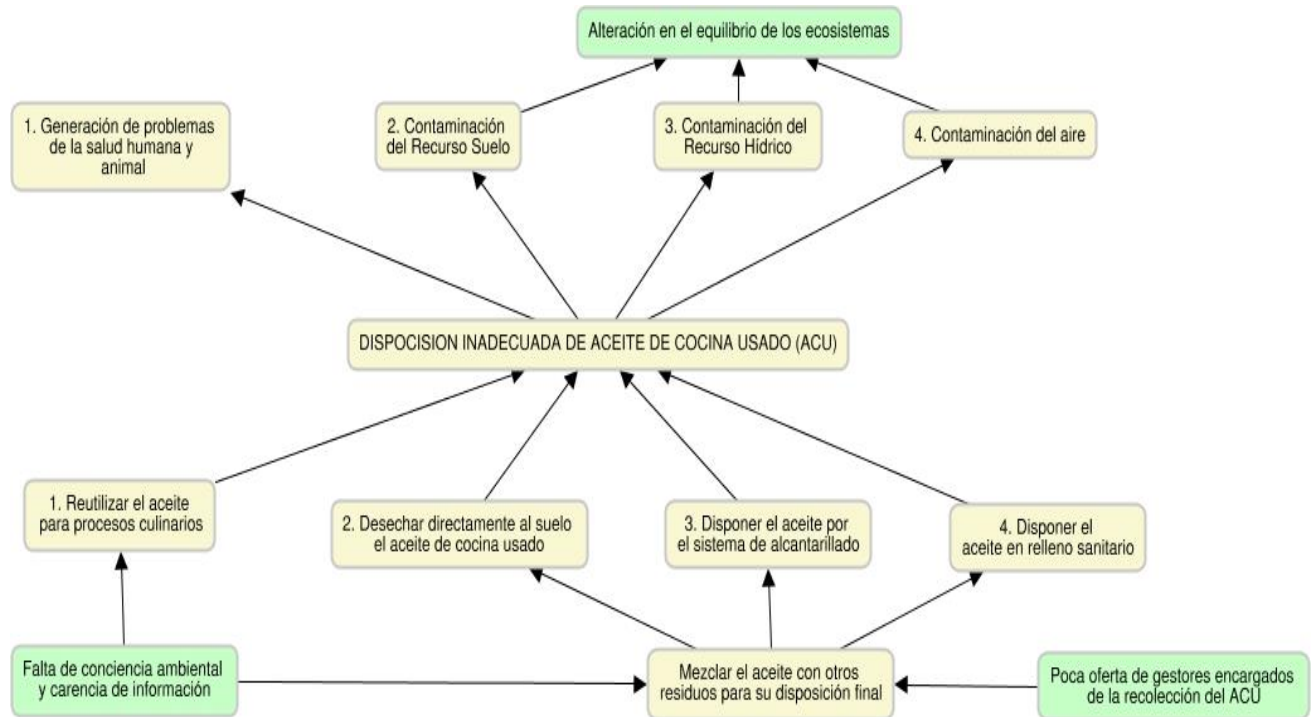 Alteración en el equilibrio de los ecosistemas
1. Generación de problemas
de la salud humana y
animal
2. Contaminación
del Recurso Suelo
3. Contaminación del
Recurso Hídrico
4. Contaminación del aire
DISPOCISION INADECUADA DE ACEITE DE COCINA USADO (ACU)
1. Reutilizar el aceite
para procesos culinarios
2. Desechar directamente al suelo
el aceite de cocina usado
3. Disponer el aceite por
el sistema de alcantarillado
4. Disponer el
aceite en relleno sanitario
Falta de conciencia ambiental
y carencia de información
Mezclar el aceite con otros
residuos para su disposición final
Poca oferta de gestores encargados
de la recolección del ACU